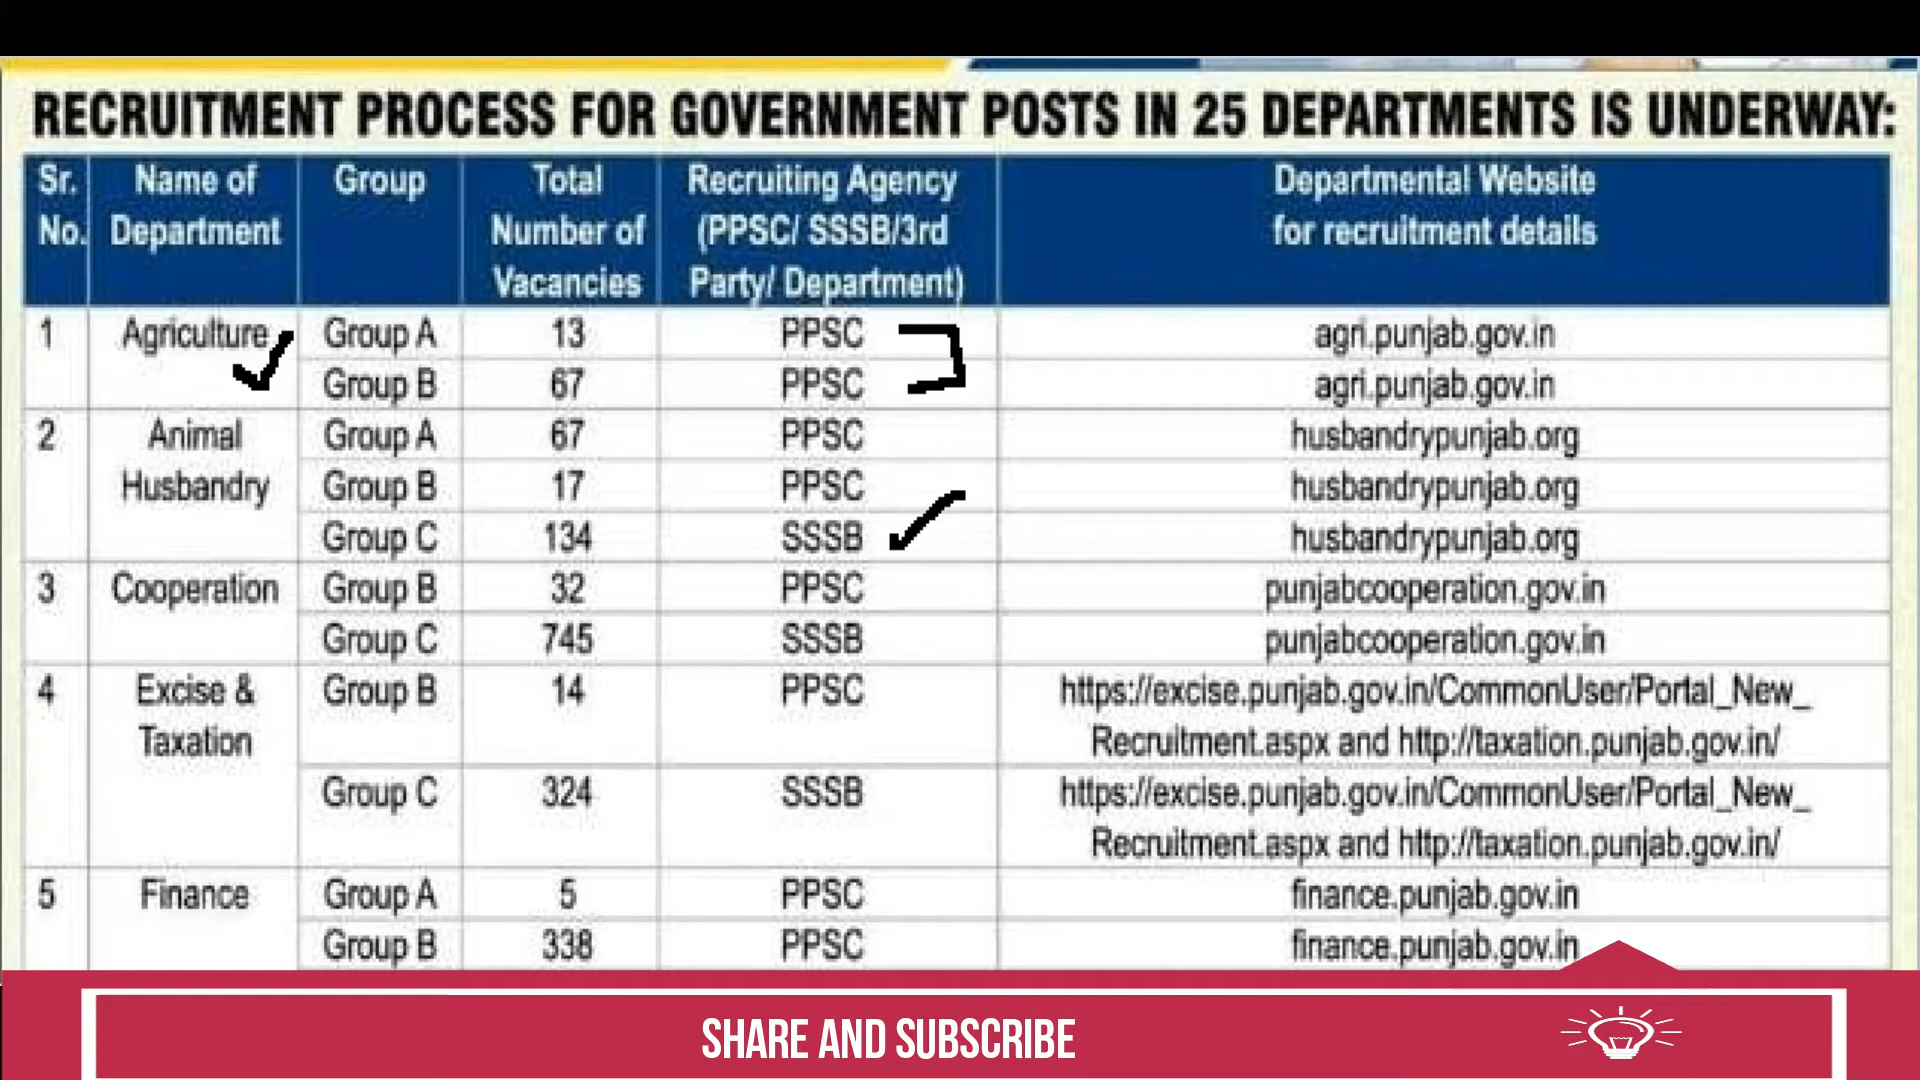 RECRUITMENT PROCESS FOR GOVERNMENT POSTS IN 25 DEPARTMENTS IS UNDERWAY:
Sr. No. Name of Department Group Total Number of Vacancies Recruiting Agency (PPSC/ SSSB/3rd Party/ Department) Departmental Website for recruitment details
1 Agriculture Group A 13 PPSC agri.punjab.gov.in
Group B 67 PPSC agri.punjab.gov.in
2 Animal Husbandry Group A 67 PPSC husbandrypunjab.org
Group B 17 PPSC husbandrypunjab.org
Group C 134 SSSB husbandrypunjab.org
3 Cooperation Group B 32 PPSC punjabcooperation.gov.in
Group C 745 SSSB punjabcooperation.gov.in
4 Excise & Taxation Group B 14 PPSC https://excise.punjab.gov.in/CommonUser/Portal_New_
Recruitment.aspx and http://taxation.punjab.gov.in/
Group C 324 SSSB https://excise.punjab.gov.in/CommonUser/Portal_New_
Recruitment.aspx and http://taxation.punjab.gov.in/
5 Finance Group A 5 PPSC finance.punjab.gov.in
Group B 338 PPSC finance.punjab.gov.in
SHARE AND SUBSCRIBE